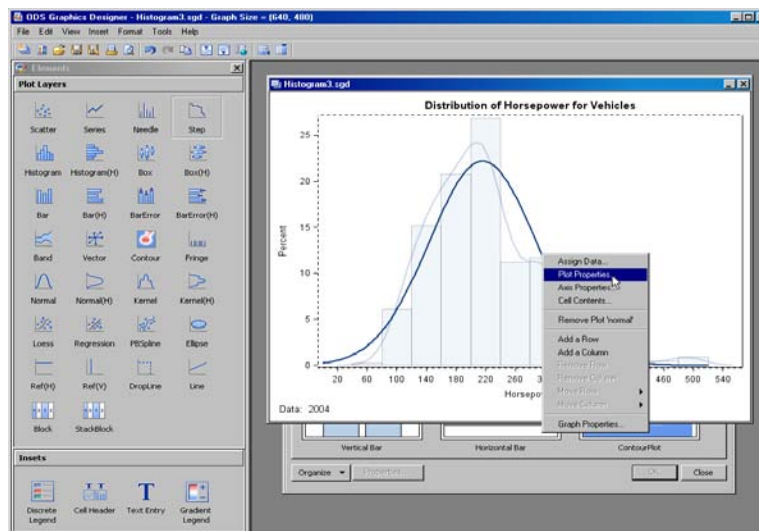 ODS Graphics Designer - Histogram3.sgd - Graph Size = (640, 480)
File Edit View Insert Format Tools Help
Elements
Plot Layers
Scatter Series Needle Step
Histogram Histogram(H) Box Box(H)
Bar Bar(H) BarError BarError(H)
Band Vector Contour Fringe
Normal Normal(H) Kernel Kernel(H)
Loess Regression PBSpline Ellipse
Ref(H) Ref(V) DropLine Line
Block StackBlock
Insets
Discrete Legend Cell Header Text Entry Gradient Legend
Histogram3.sgd
Distribution of Horsepower for Vehicles
Percent
25
20
15
10
5
0
20 60 100 140 180 220 260 3 460 500 540
Horsepo
Data: 2004
Assign Data...
Plot Properties...
Axis Properties...
Cell Contents...
Remove Plot 'normal'
Add a Row
Add a Column
Remove Row
Remove Column
Move Row
Move Column
Graph Properties...
Vertical Bar Horizontal Bar ContourPlot
Organize Properties... OK Close